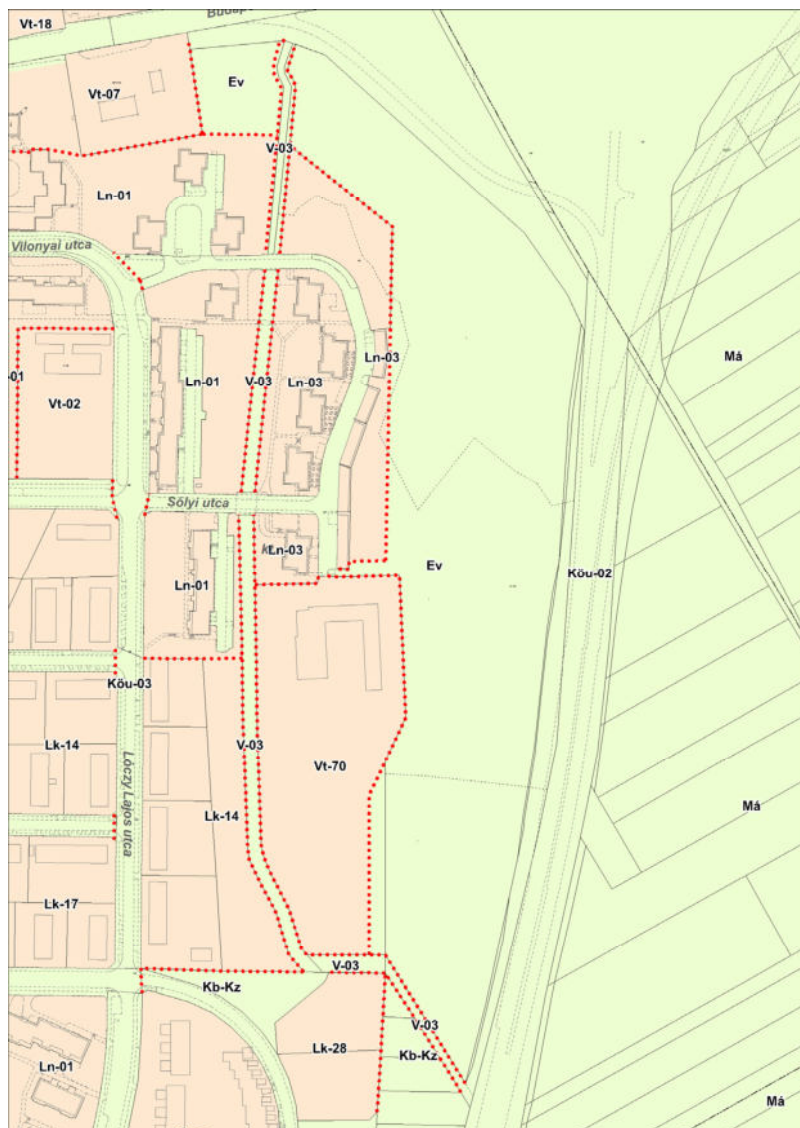 Vt-18
Budap
Vt-07
Ev
V-03
Ln-01
Vilonyai utca
Má
Ln-03
-01
Vt-02
Ln-01
V-03
Ln-03
Sólyi utca
Ln-03
Ev
Köu-02
Ln-01
Köu-03
Lk-14
V-03
Vt-70
Lóczy Lajos utca
Lk-14
Má
Lk-17
V-03
Kb-Kz
V-03
Lk-28
Kb-Kz
Ln-01
Má